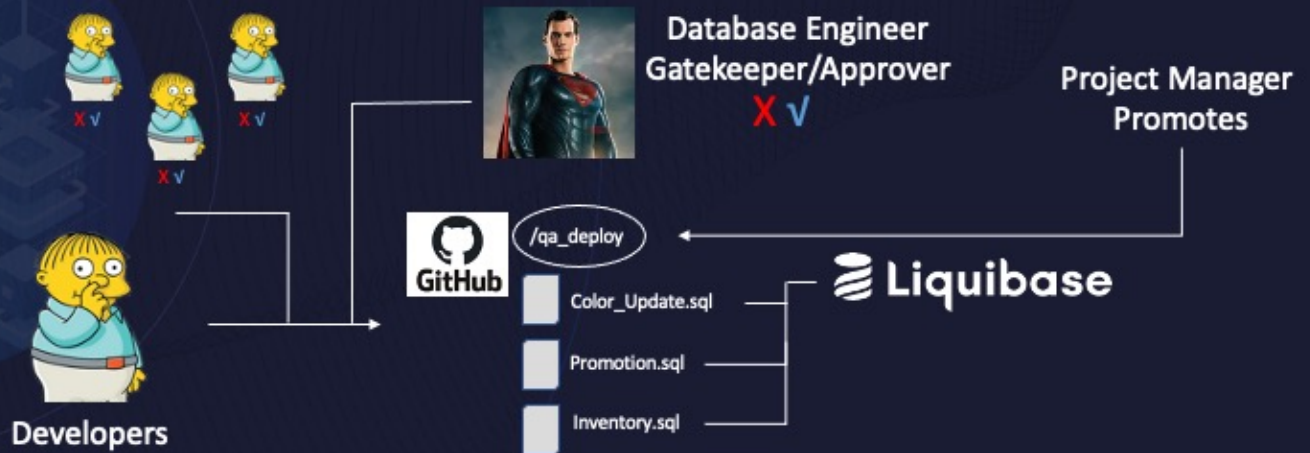 X √
X √
X √
Database Engineer
Gatekeeper/Approver
X √
Project Manager
Promotes
GitHub
/qa_deploy
Liquibase
Color_Update.sql
Promotion.sql
Inventory.sql
Developers